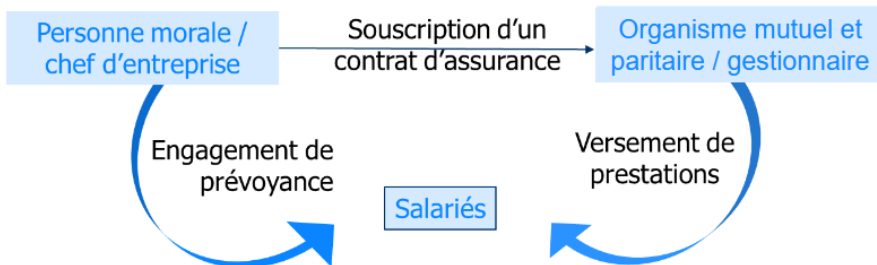 Personne morale /
chef d'entreprise
Souscription d'un
contrat d'assurance
Organisme mutuel et
paritaire / gestionnaire
Engagement de
prévoyance
Versement de
prestations
Salariés